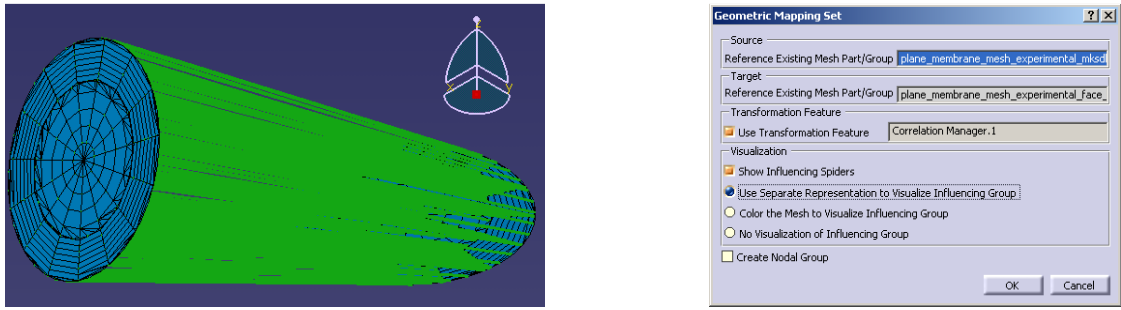 Geometric Mapping Set
Source
Reference Existing Mesh Part/Group plane_membrane_mesh_experimental_mksd
Target
Reference Existing Mesh Part/Group plane_membrane_mesh_experimental_face_
Transformation Feature
Use Transformation Feature Correlation Manager.1
Visualization
Show Influencing Spiders
Use Separate Representation to Visualize Influencing Group
Color the Mesh to Visualize Influencing Group
No Visualization of Influencing Group
Create Nodal Group
OK Cancel